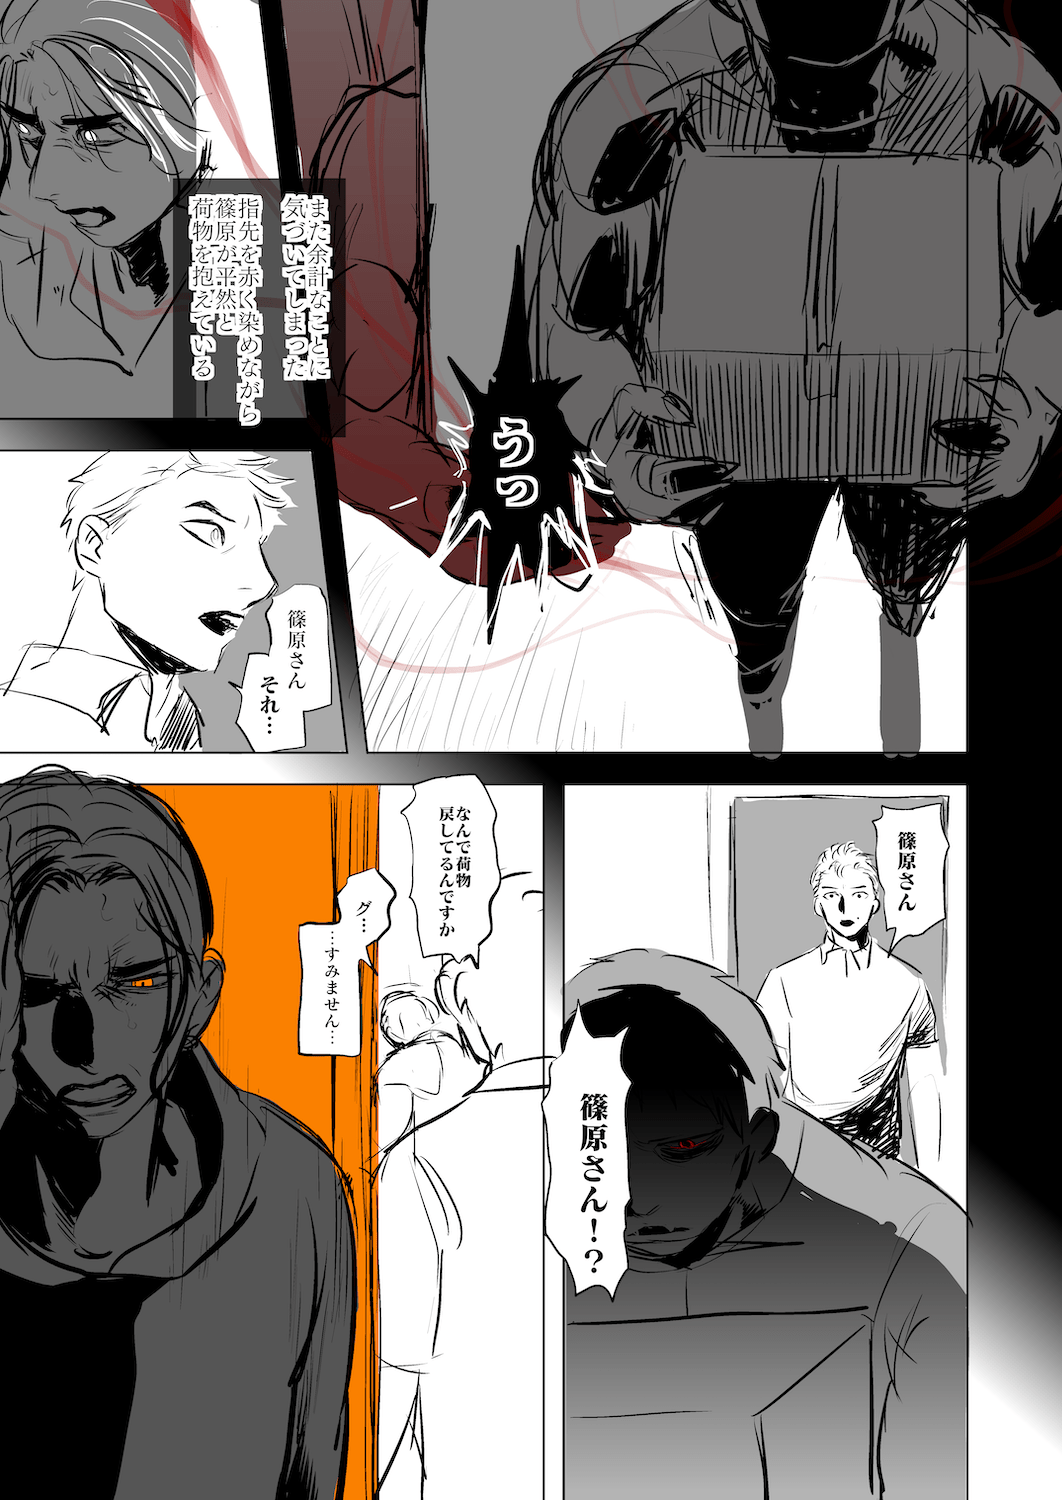 うっ
また余計なことに
気づいてしまった
指先を赤く染めながら
篠原が平然と
荷物を抱えている
篠原さん
それ…
篠原さん
篠原さん！？
なんで荷物
戻してるんですか
グ…
…すみません…